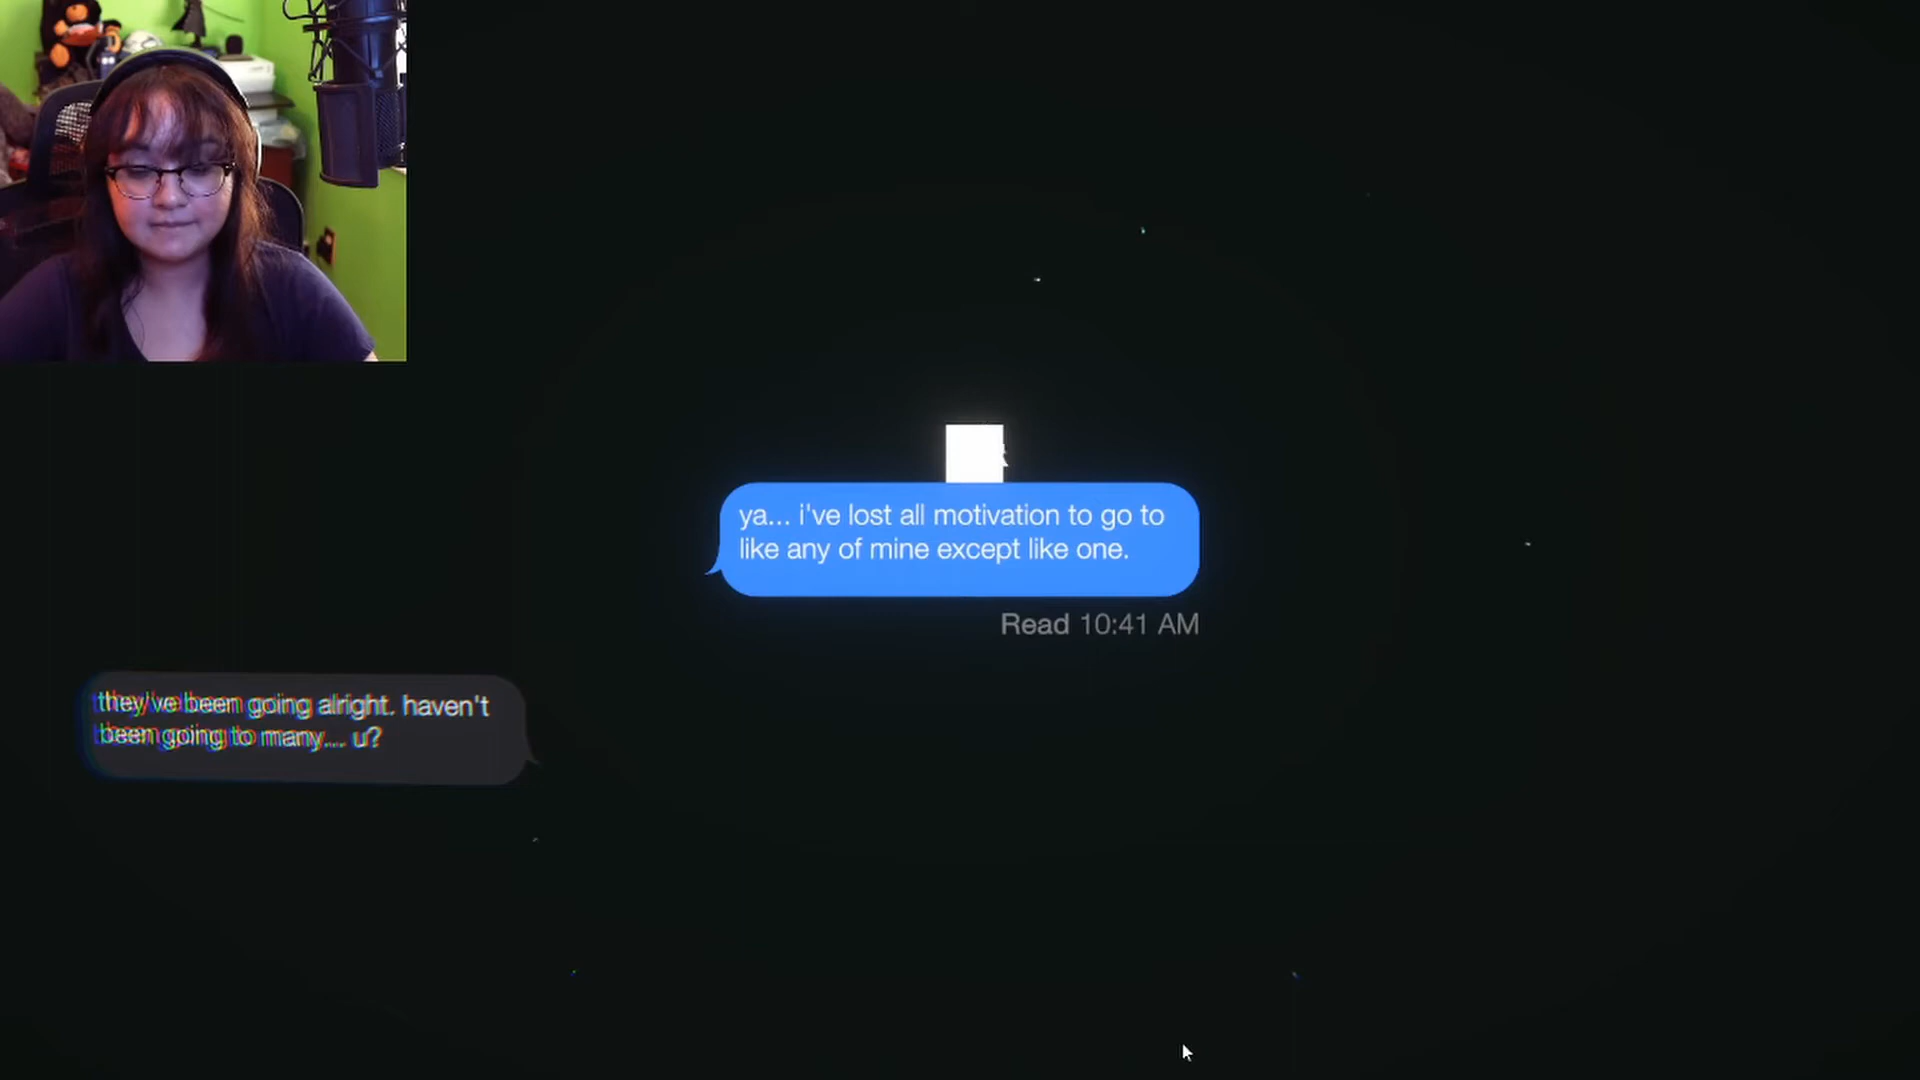 ya... i've lost all motivation to go to
like any of mine except like one.
Read 10:41 AM
they've been going alright. haven't
been going to many.... u?